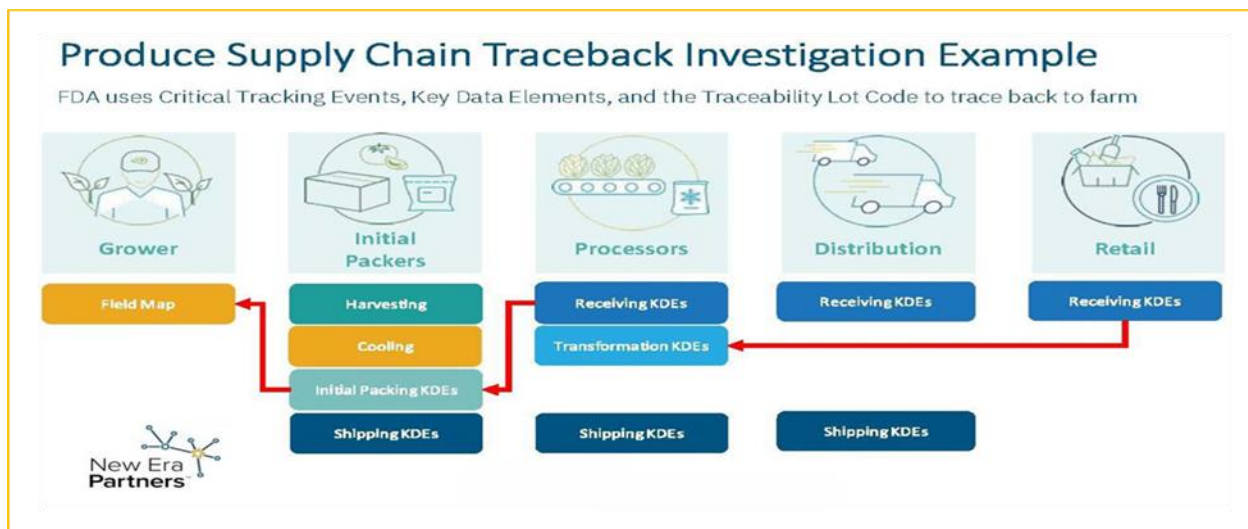 Produce Supply Chain Traceback Investigation Example
FDA uses Critical Tracking Events, Key Data Elements, and the Traceability Lot Code to trace back to farm
Grower
Initial
Packers
Processors
Distribution
Retail
Field Map
Harvesting
Receiving KDEs
Receiving KDEs
Receiving KDEs
Cooling
Transformation KDEs
Initial Packing KDEs
Shipping KDEs
Shipping KDEs
Shipping KDEs
New Era
Partners